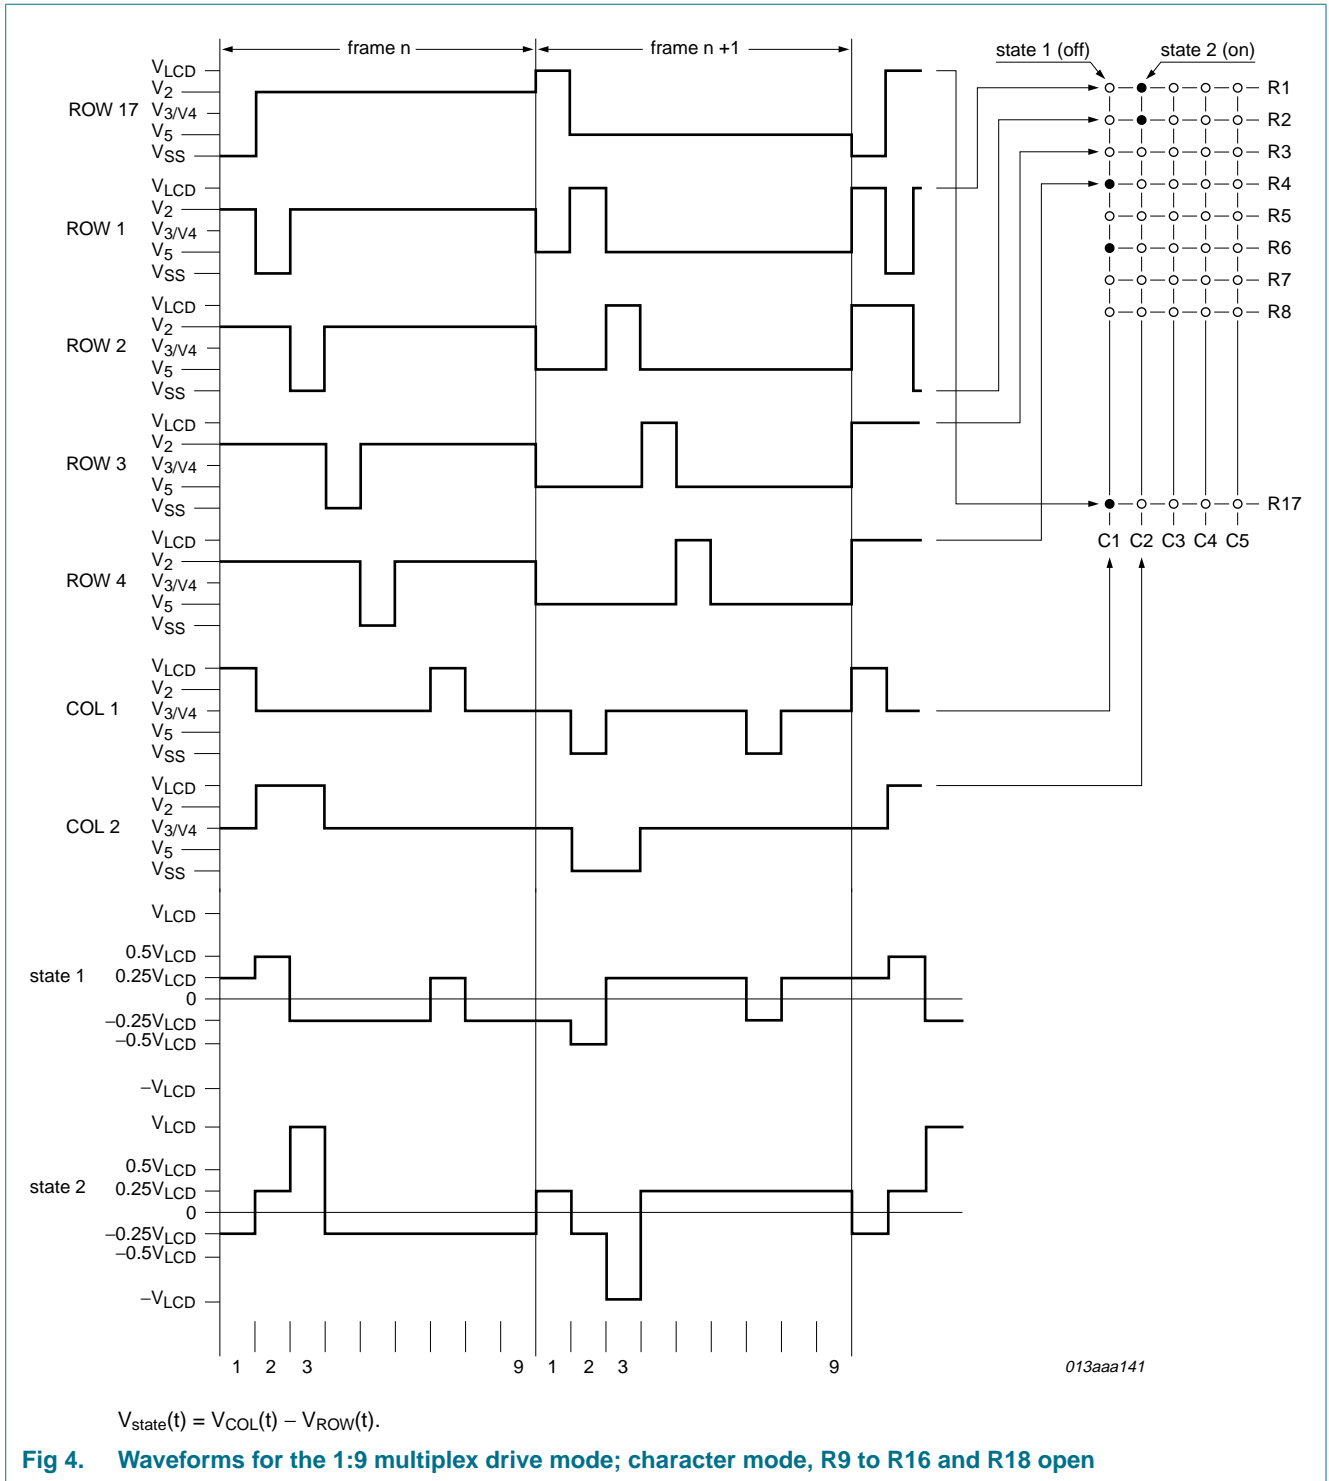 frame n
frame n +1
state 1 (off)
state 2 (on)
ROW 17
VLCD
V2
V3/V4
V5
VSS
ROW 1
VLCD
V2
V3/V4
V5
VSS
ROW 2
VLCD
V2
V3/V4
V5
VSS
ROW 3
VLCD
V2
V3/V4
V5
VSS
ROW 4
VLCD
V2
V3/V4
V5
VSS
COL 1
VLCD
V2
V3/V4
V5
VSS
COL 2
VLCD
V2
V3/V4
V5
VSS
R1
R2
R3
R4
R5
R6
R7
R8
R17
C1 C2 C3 C4 C5
state 1
VLCD
0.5VLCD
0.25VLCD
0
−0.25VLCD
−0.5VLCD
−VLCD
state 2
VLCD
0.5VLCD
0.25VLCD
0
−0.25VLCD
−0.5VLCD
−VLCD
1 2 3 9 1 2 3 9
013aaa141
Vstate(t) = VCOL(t) − VROW(t).
Fig 4. Waveforms for the 1:9 multiplex drive mode; character mode, R9 to R16 and R18 open